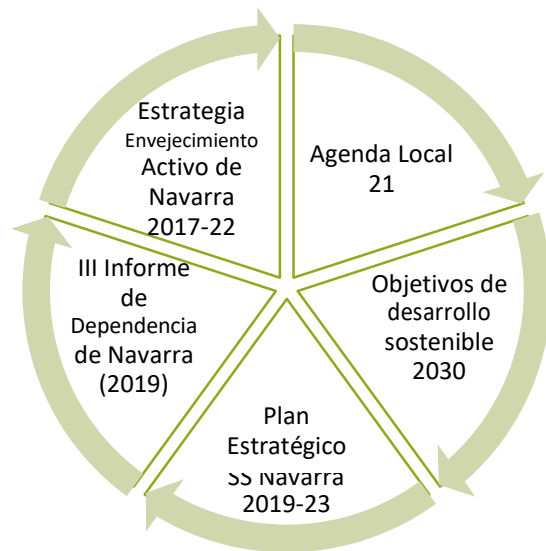 Estrategia
Envejecimiento
Activo de
Navarra
2017-22
Agenda Local
21
Objetivos de
desarrollo
sostenible
2030
Plan
Estratégico
SS Navarra
2019-23
III Informe
de
Dependencia
de Navarra
(2019)